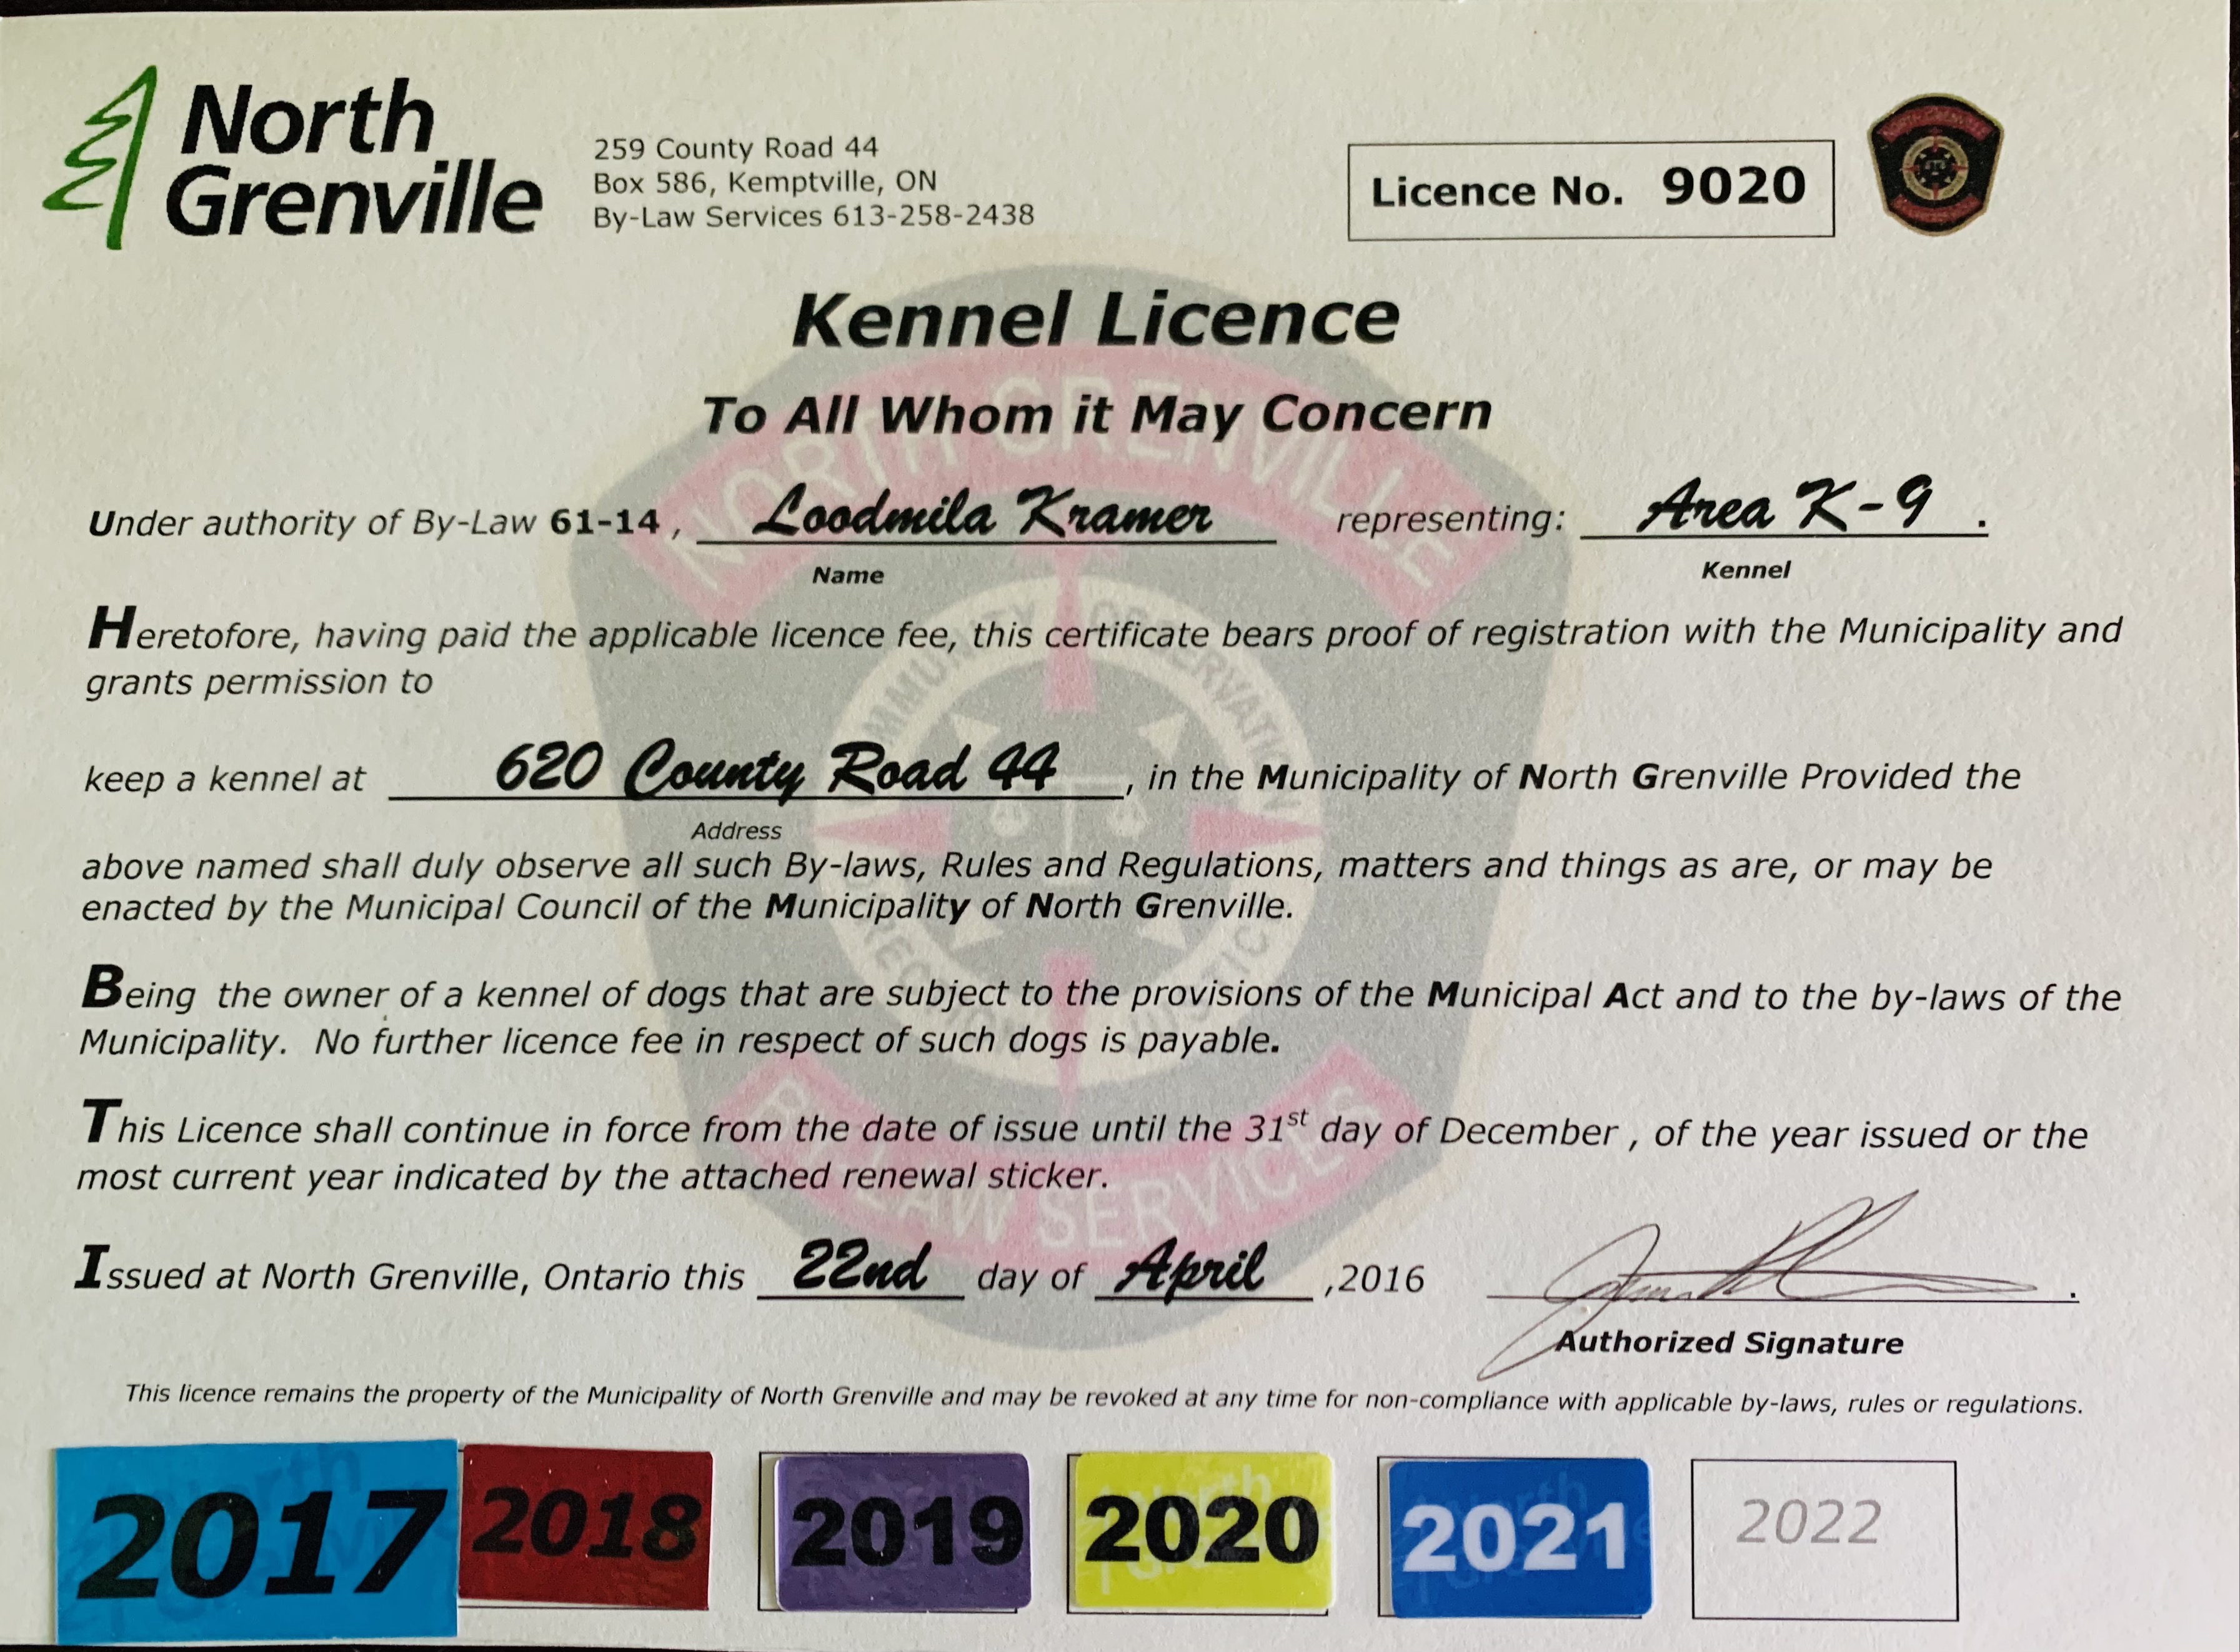 North
Grenville
259 County Road 44
Box 586, Kemptville, ON
By-Law Services 613-258-2438
Licence No. 9020
Kennel Licence
To All Whom it May Concern
Under authority of By-Law 61-14 , Loodmila Kramer representing: Area K-9 .
Name Kennel
Heretofore, having paid the applicable licence fee, this certificate bears proof of registration with the Municipality and
grants permission to
keep a kennel at 620 County Road 44 , in the Municipality of North Grenville Provided the
Address
above named shall duly observe all such By-laws, Rules and Regulations, matters and things as are, or may be
enacted by the Municipal Council of the Municipality of North Grenville.
Being the owner of a kennel of dogs that are subject to the provisions of the Municipal Act and to the by-laws of the
Municipality. No further licence fee in respect of such dogs is payable.
This Licence shall continue in force from the date of issue until the 31st day of December , of the year issued or the
most current year indicated by the attached renewal sticker.
Issued at North Grenville, Ontario this 22nd day of April ,2016 .
Authorized Signature
This licence remains the property of the Municipality of North Grenville and may be revoked at any time for non-compliance with applicable by-laws, rules or regulations.
2017 2018 2019 2020 2021 2022
NORTH GRENVILLE
SERVICES